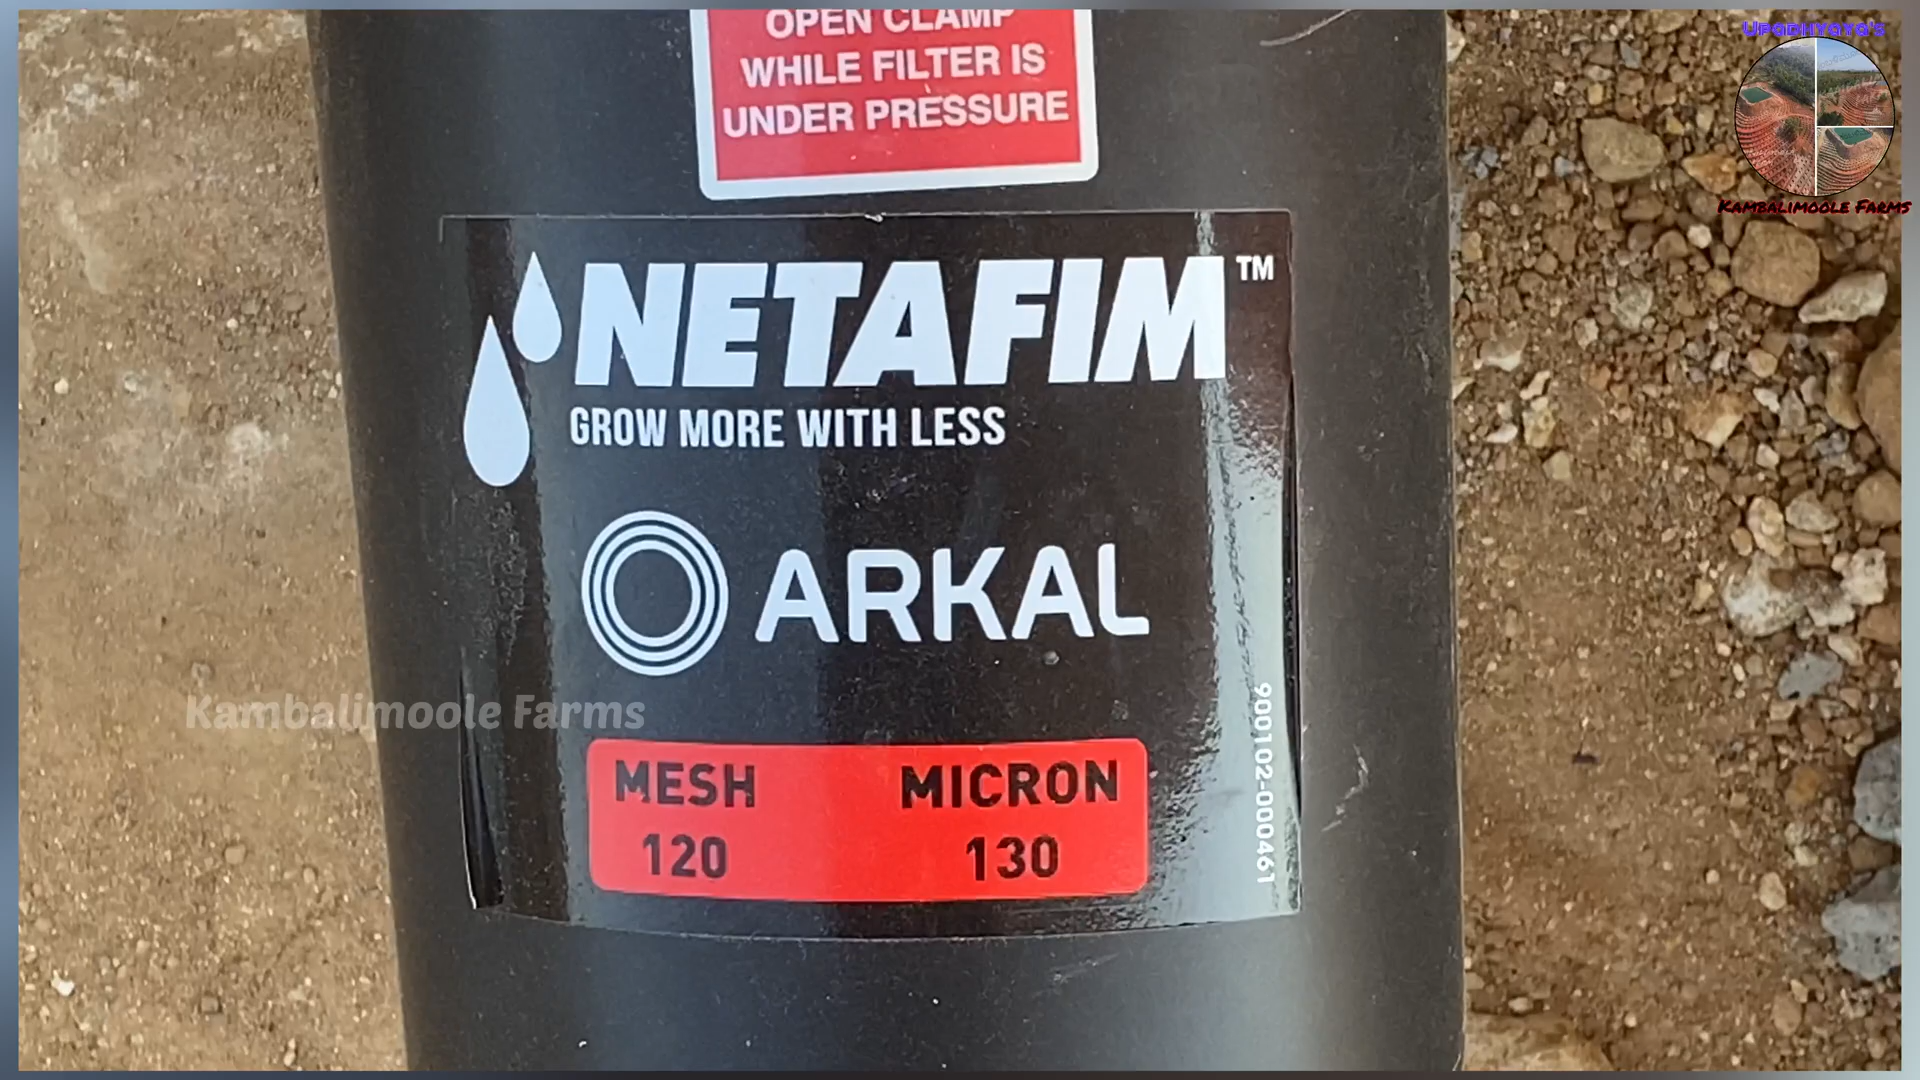 OPEN CLAMP
WHILE FILTER IS
UNDER PRESSURE
NETAFIM™
GROW MORE WITH LESS
ARKAL
MESH MICRON
120 130
900102-000461
Kambalimoole Farms
Upadhyaya's
Kambalimoole Farms